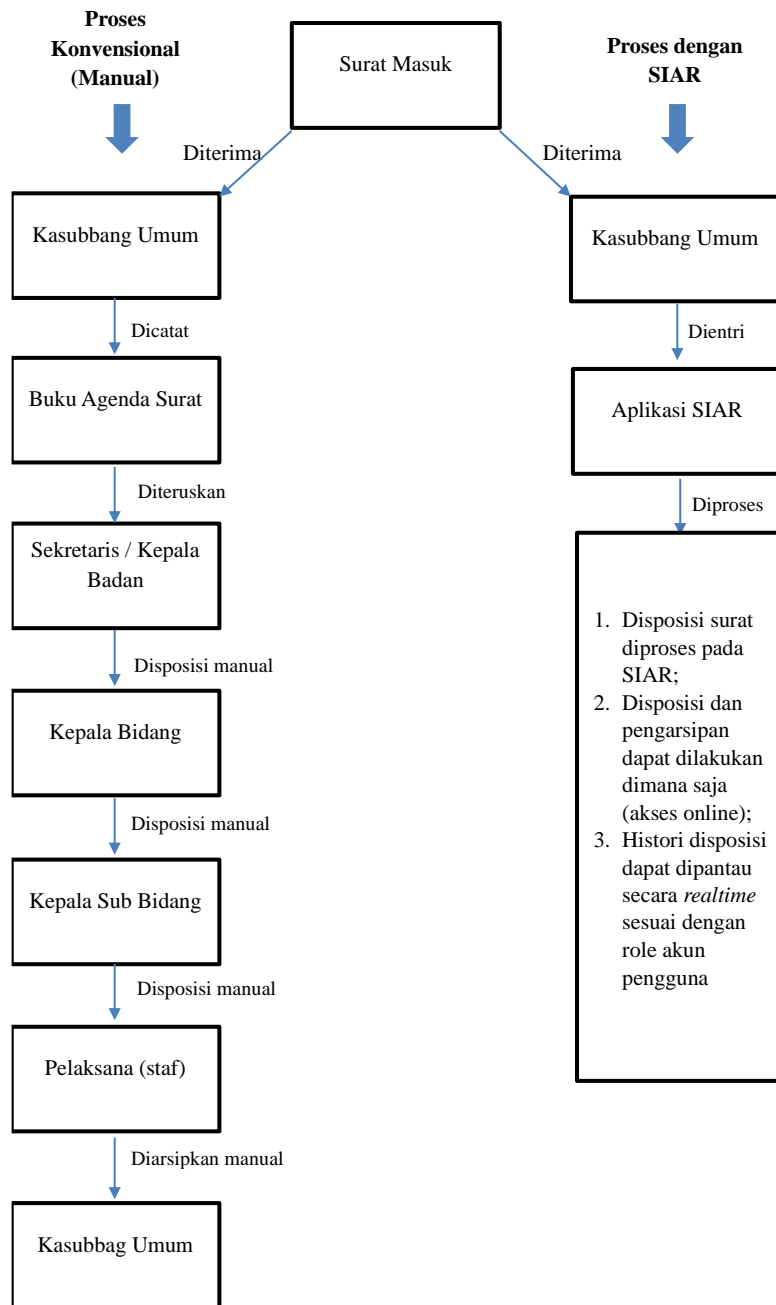 Proses
Konvensional
(Manual)
Surat Masuk
Proses dengan
SIAR
Diterima
Diterima
Kasubbang Umum
Kasubbang Umum
Dicatat
Dientri
Buku Agenda Surat
Aplikasi SIAR
Diteruskan
Diproses
Sekretaris / Kepala
Badan
Disposisi manual
Kepala Bidang
Disposisi manual
Kepala Sub Bidang
Disposisi manual
Pelaksana (staf)
Diarsipkan manual
Kasubbag Umum
1. Disposisi surat
diproses pada
SIAR;
2. Disposisi dan
pengarsipan
dapat dilakukan
dimana saja
(akses online);
3. Histori disposisi
dapat dipantau
secara realtime
sesuai dengan
role akun
pengguna